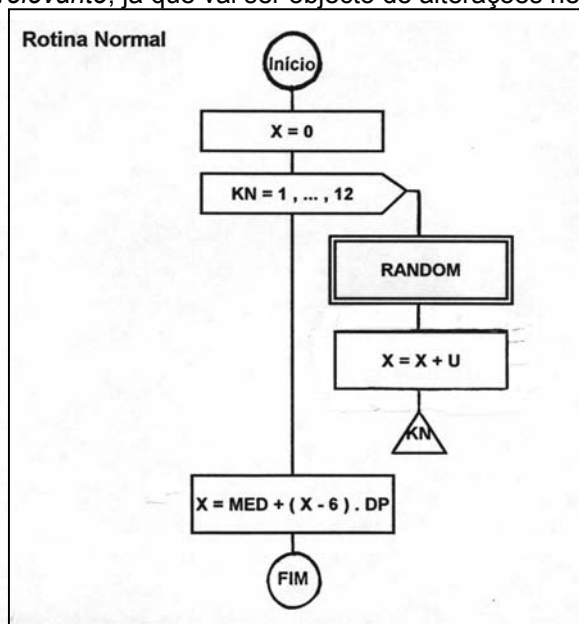 relevante, já que vai ser objecto de alterações no
Rotina Normal
Início
X = 0
KN = 1 , ... , 12
RANDOM
X = X + U
KN
X = MED + ( X - 6 ) . DP
FIM